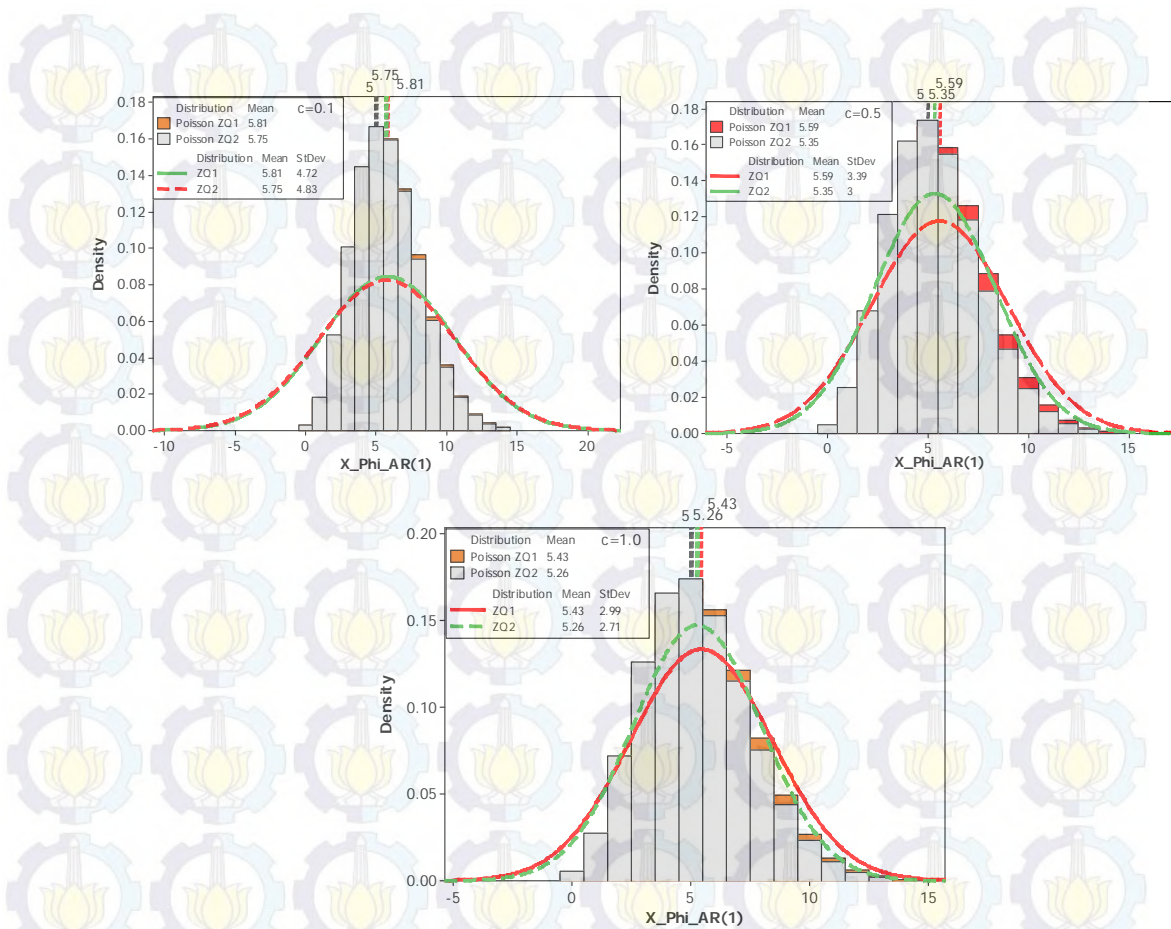 5.75
5 5.81
Distribution Mean c=0.1
Poisson ZQ1 5.81
Poisson ZQ2 5.75
Distribution Mean StDev
ZQ1 5.81 4.72
ZQ2 5.75 4.83
0.18
0.16
0.14
0.12
0.10
0.08
0.06
0.04
0.02
0.00
Density
-10 -5 0 5 10 15 20
X_Phi_AR(1)
5.59
5 5.35
Distribution Mean c=0.5
Poisson ZQ1 5.59
Poisson ZQ2 5.35
Distribution Mean StDev
ZQ1 5.59 3.39
ZQ2 5.35 3
0.18
0.16
0.14
0.12
0.10
0.08
0.06
0.04
0.02
0.00
Density
-5 0 5 10 15
X_Phi_AR(1)
5.43
5 5.26
Distribution Mean c=1.0
Poisson ZQ1 5.43
Poisson ZQ2 5.26
Distribution Mean StDev
ZQ1 5.43 2.99
ZQ2 5.26 2.71
0.20
0.15
0.10
0.05
0.00
Density
-5 0 5 10 15
X_Phi_AR(1)